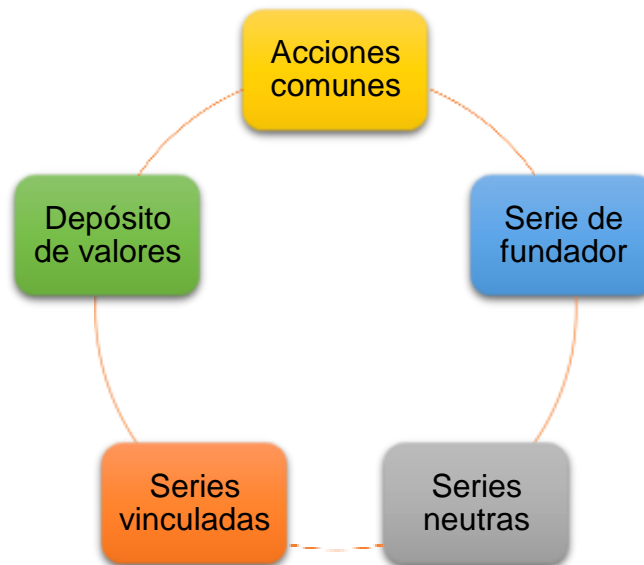 Acciones
comunes
Serie de
fundador
Series
neutras
Series
vinculadas
Depósito
de valores